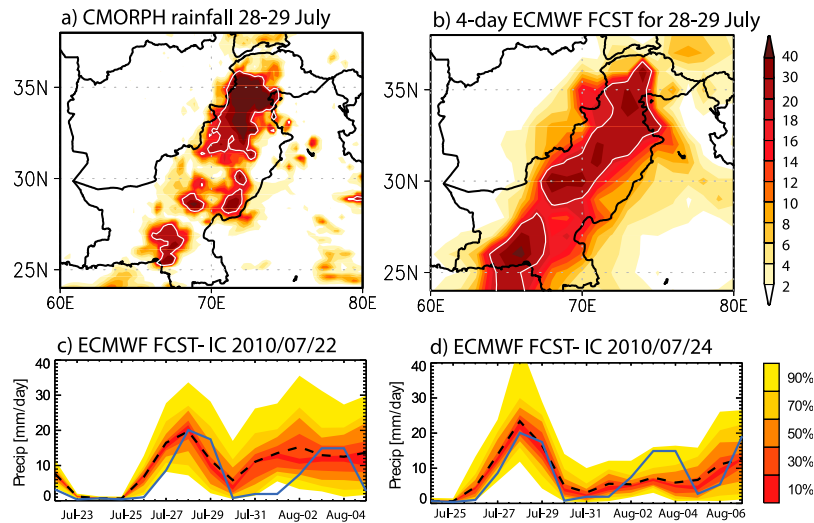 a) CMORPH rainfall 28-29 July
b) 4-day ECMWF FCST for 28-29 July
35N
30N
25N
60E
70E
80E
35N
30N
25N
60E
70E
80E
40
30
20
18
16
14
12
10
8
6
4
2
c) ECMWF FCST- IC 2010/07/22
Precip [mm/day]
40
30
20
10
0
Jul-23
Jul-25
Jul-27
Jul-29
Jul-31
Aug-02
Aug-04
d) ECMWF FCST- IC 2010/07/24
Precip [mm/day]
40
30
20
10
0
Jul-25
Jul-27
Jul-29
Jul-31
Aug-02
Aug-04
Aug-06
90%
70%
50%
30%
10%